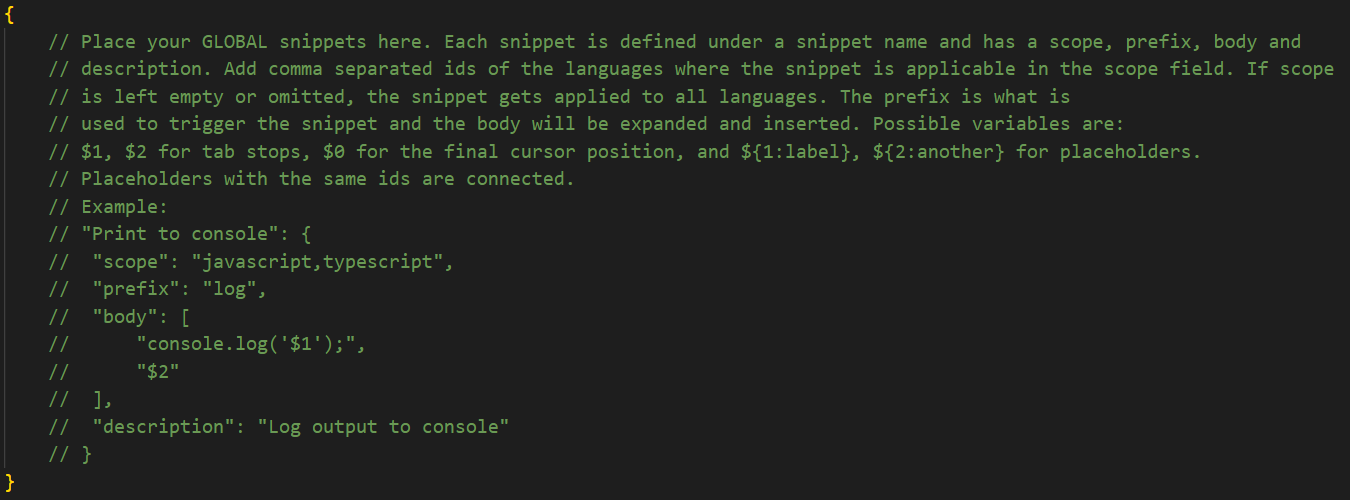 {
    // Place your GLOBAL snippets here. Each snippet is defined under a snippet name and has a scope, prefix, body and
    // description. Add comma separated ids of the languages where the snippet is applicable in the scope field. If scope
    // is left empty or omitted, the snippet gets applied to all languages. The prefix is what is
    // used to trigger the snippet and the body will be expanded and inserted. Possible variables are:
    // $1, $2 for tab stops, $0 for the final cursor position, and ${1:label}, ${2:another} for placeholders.
    // Placeholders with the same ids are connected.
    // Example:
    // "Print to console": {
    //  "scope": "javascript,typescript",
    //  "prefix": "log",
    //  "body": [
    //      "console.log('$1');",
    //      "$2"
    //  ],
    //  "description": "Log output to console"
    // }
}